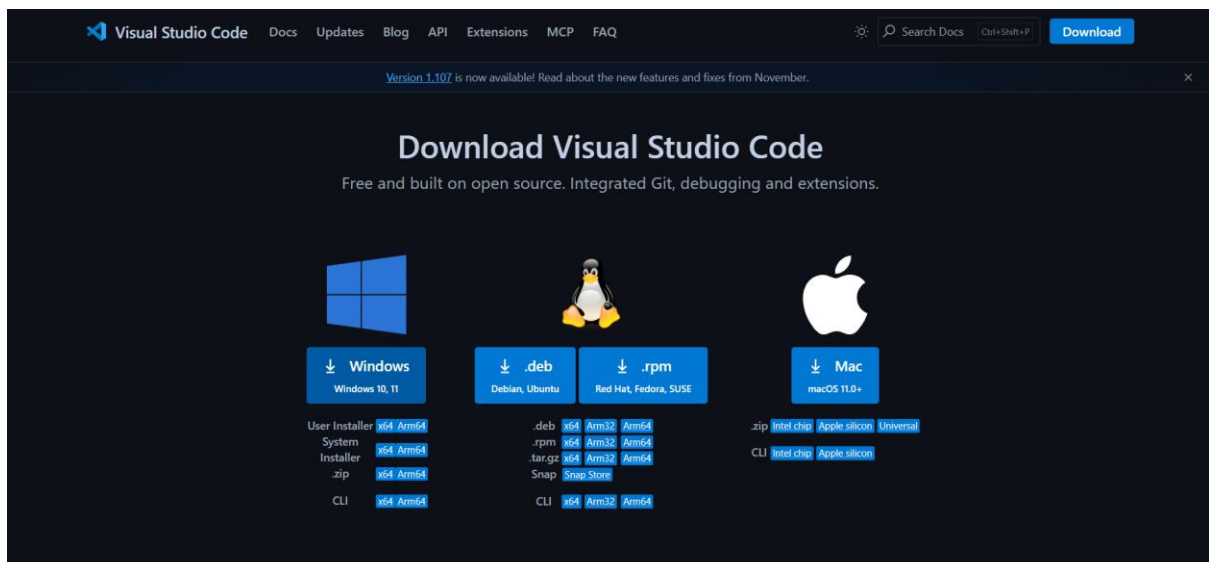 Visual Studio Code Docs Updates Blog API Extensions MCP FAQ Search Docs Ctrl+Shift+P Download
Version 1.107 is now available! Read about the new features and fixes from November. ×
Download Visual Studio Code
Free and built on open source. Integrated Git, debugging and extensions.
Windows
Windows 10, 11
User Installer x64 Arm64
System
Installer x64 Arm64
.zip x64 Arm64
CLI x64 Arm64
.deb
Debian, Ubuntu
.rpm
Red Hat, Fedora, SUSE
.deb x64 Arm32 Arm64
.rpm x64 Arm32 Arm64
.tar.gz x64 Arm32 Arm64
Snap Snap Store
CLI x64 Arm32 Arm64
Mac
macOS 11.0+
.zip Intel chip Apple silicon Universal
CLI Intel chip Apple silicon